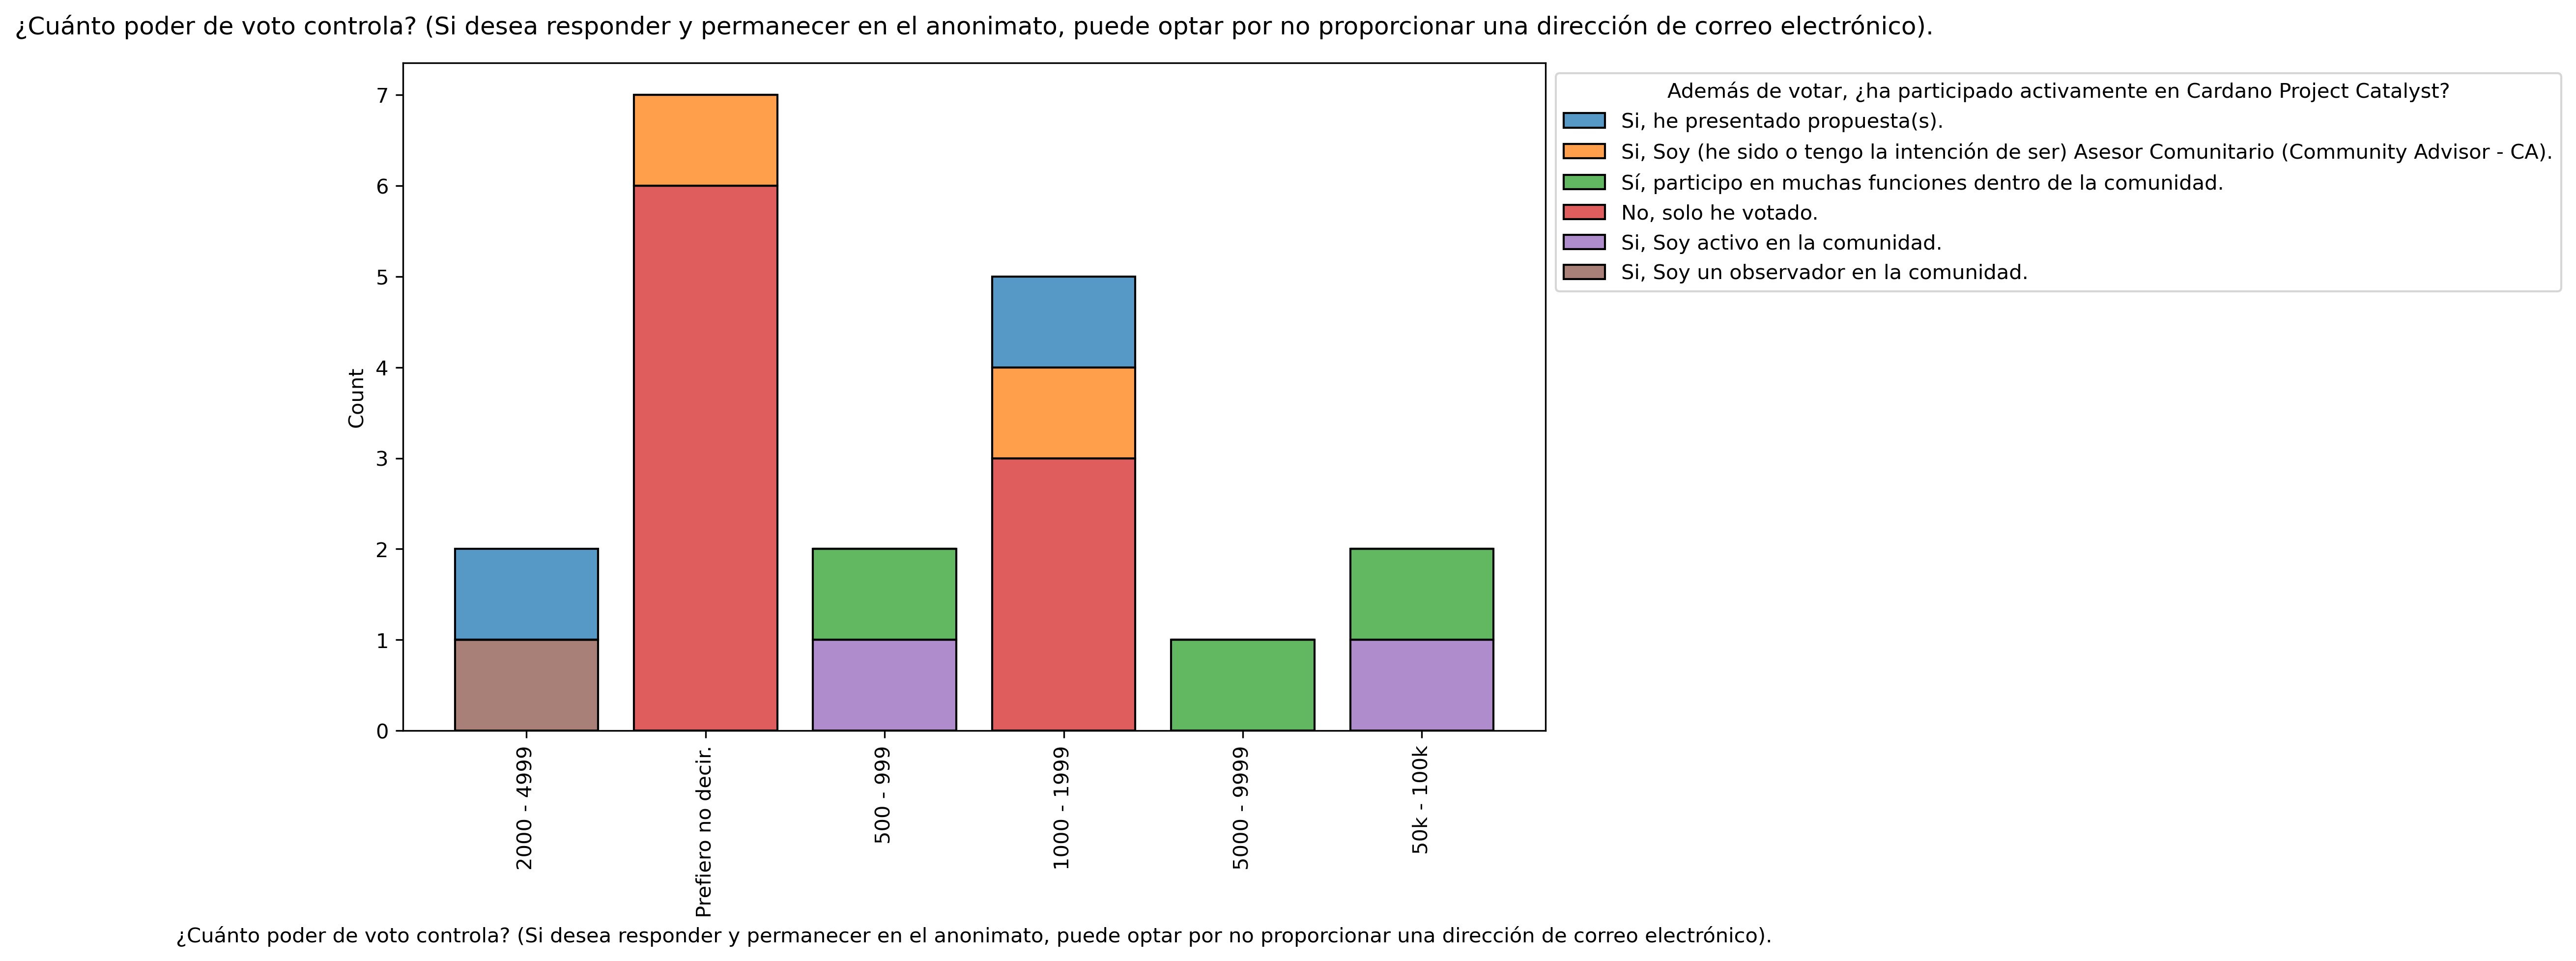 ¿Cuánto poder de voto controla? (Si desea responder y permanecer en el anonimato, puede optar por no proporcionar una dirección de correo electrónico).
Además de votar, ¿ha participado activamente en Cardano Project Catalyst?
Si, he presentado propuesta(s).
Si, Soy (he sido o tengo la intención de ser) Asesor Comunitario (Community Advisor - CA).
Sí, participo en muchas funciones dentro de la comunidad.
No, solo he votado.
Si, Soy activo en la comunidad.
Si, Soy un observador en la comunidad.
Count
7
6
5
4
3
2
1
0
2000 - 4999
Prefiero no decir.
500 - 999
1000 - 1999
5000 - 9999
50k - 100k
¿Cuánto poder de voto controla? (Si desea responder y permanecer en el anonimato, puede optar por no proporcionar una dirección de correo electrónico).